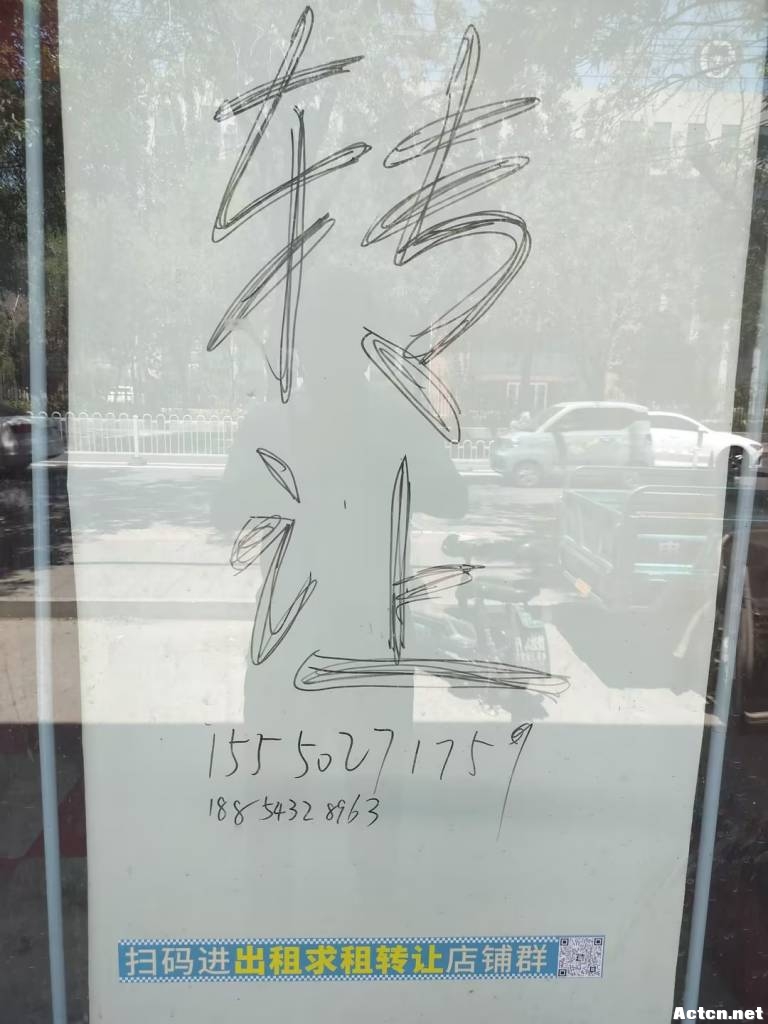 转
让
15550271759
18854328963
扫码进出租求租转让店铺群
Actcn.net